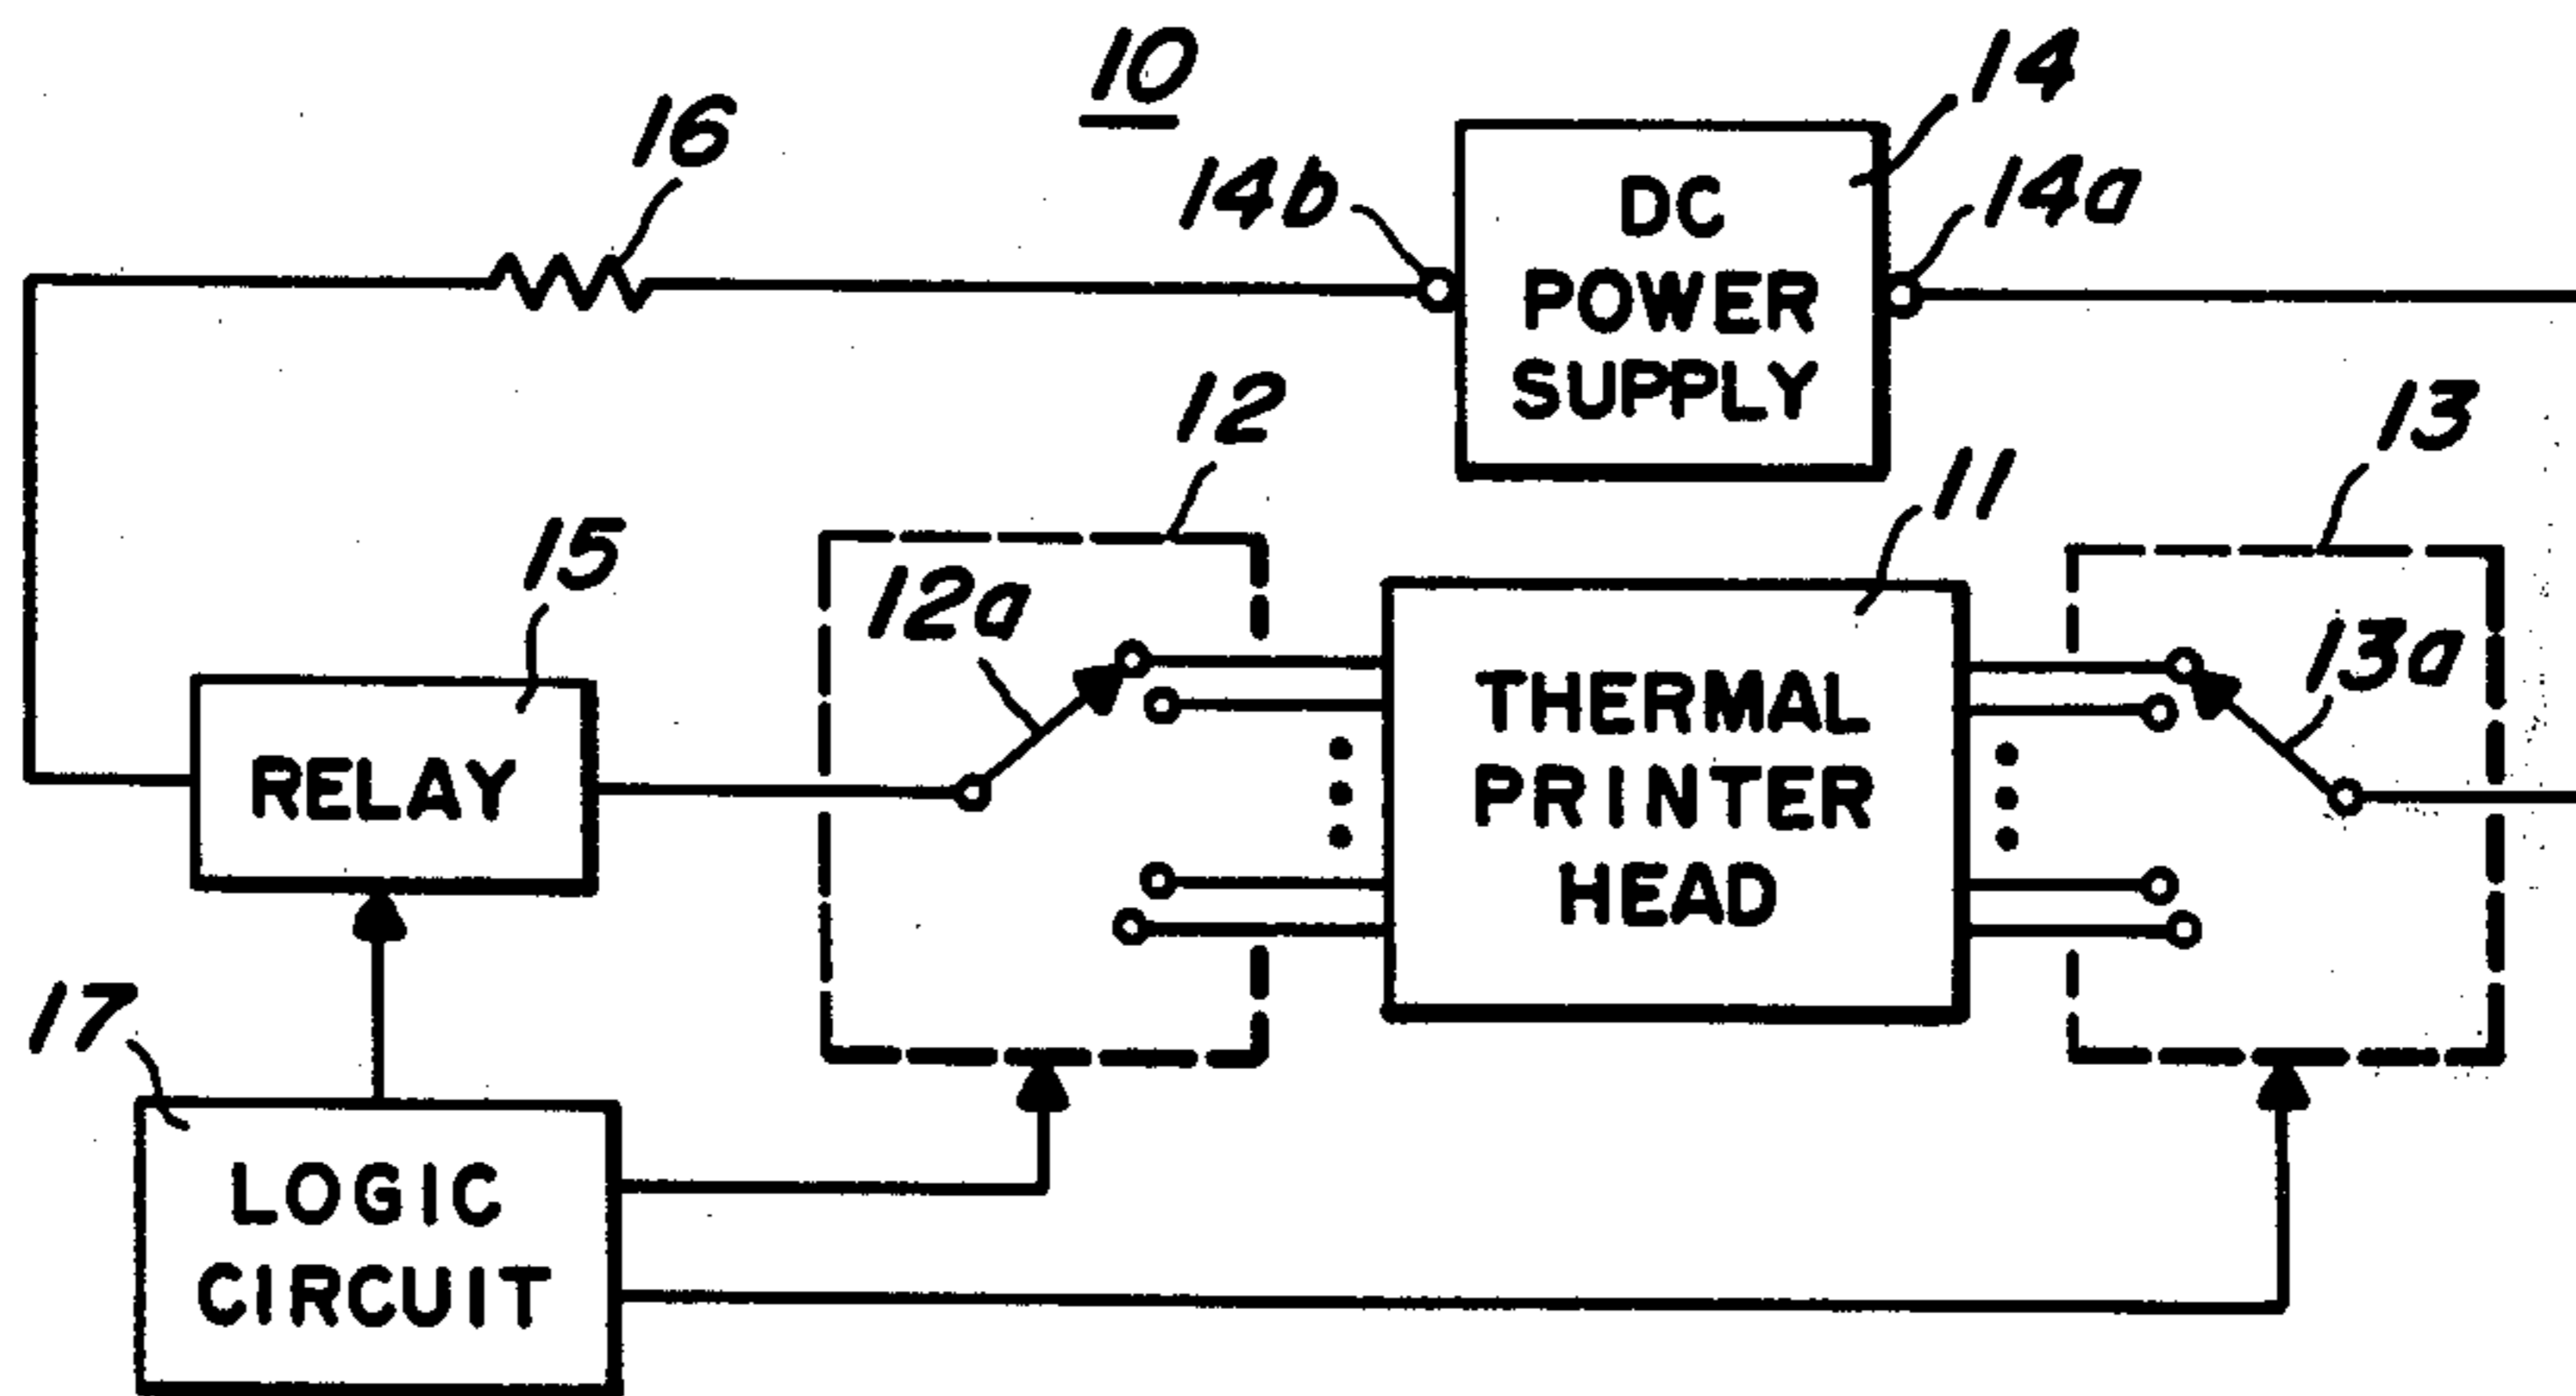 10
14
16
14b
14a
DC
POWER
SUPPLY
12
13
11
15
12a
13a
THERMAL
PRINTER
HEAD
RELAY
17
LOGIC
CIRCUIT